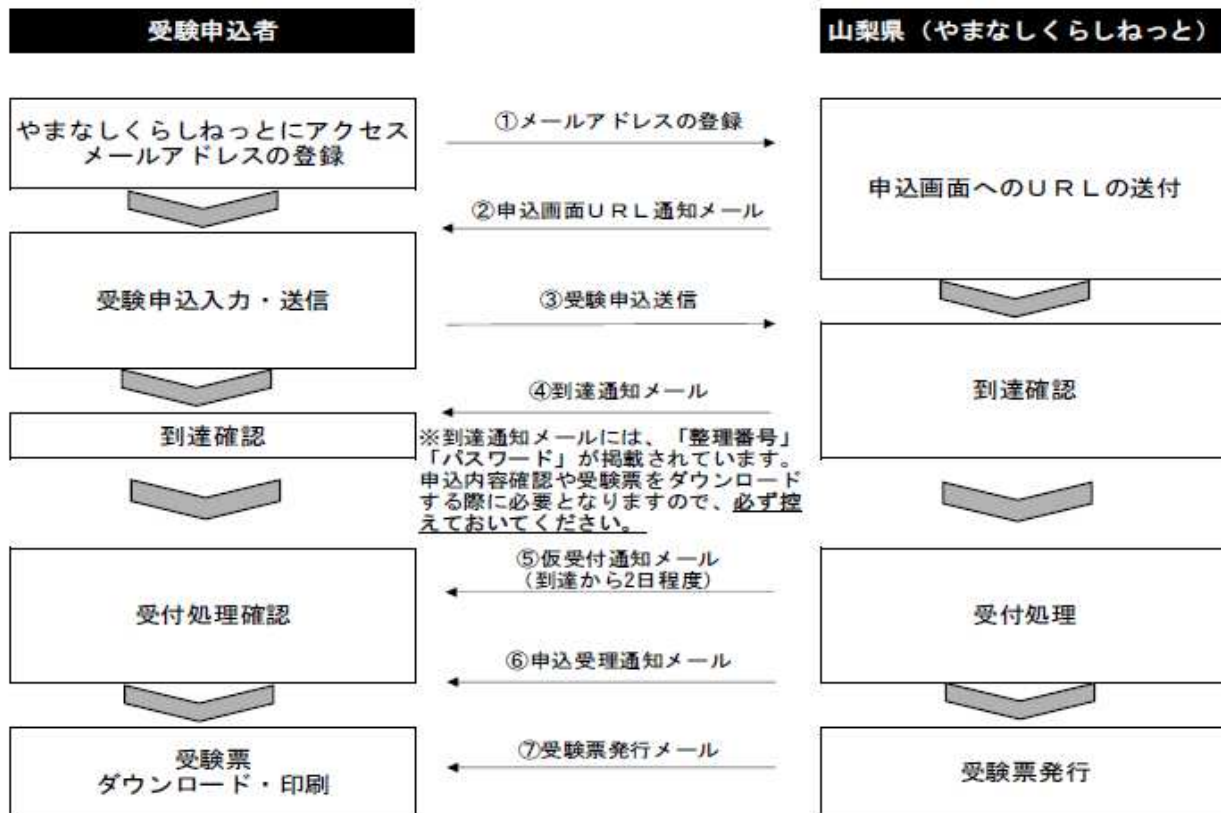 受験申込者
山梨県（やまなしくらしねっと）
やまなしくらしねっとにアクセス
メールアドレスの登録
①メールアドレスの登録
申込画面へのＵＲＬの送付
②申込画面ＵＲＬ通知メール
受験申込入力・送信
③受験申込送信
④到達通知メール
到達確認
到達確認
※到達通知メールには、「整理番号」
「パスワード」が掲載されています。
申込内容確認や受験票をダウンロード
する際に必要となりますので、必ず控
えておいてください。
⑤仮受付通知メール
（到達から2日程度）
受付処理確認
受付処理
⑥申込受理通知メール
受験票
ダウンロード・印刷
⑦受験票発行メール
受験票発行